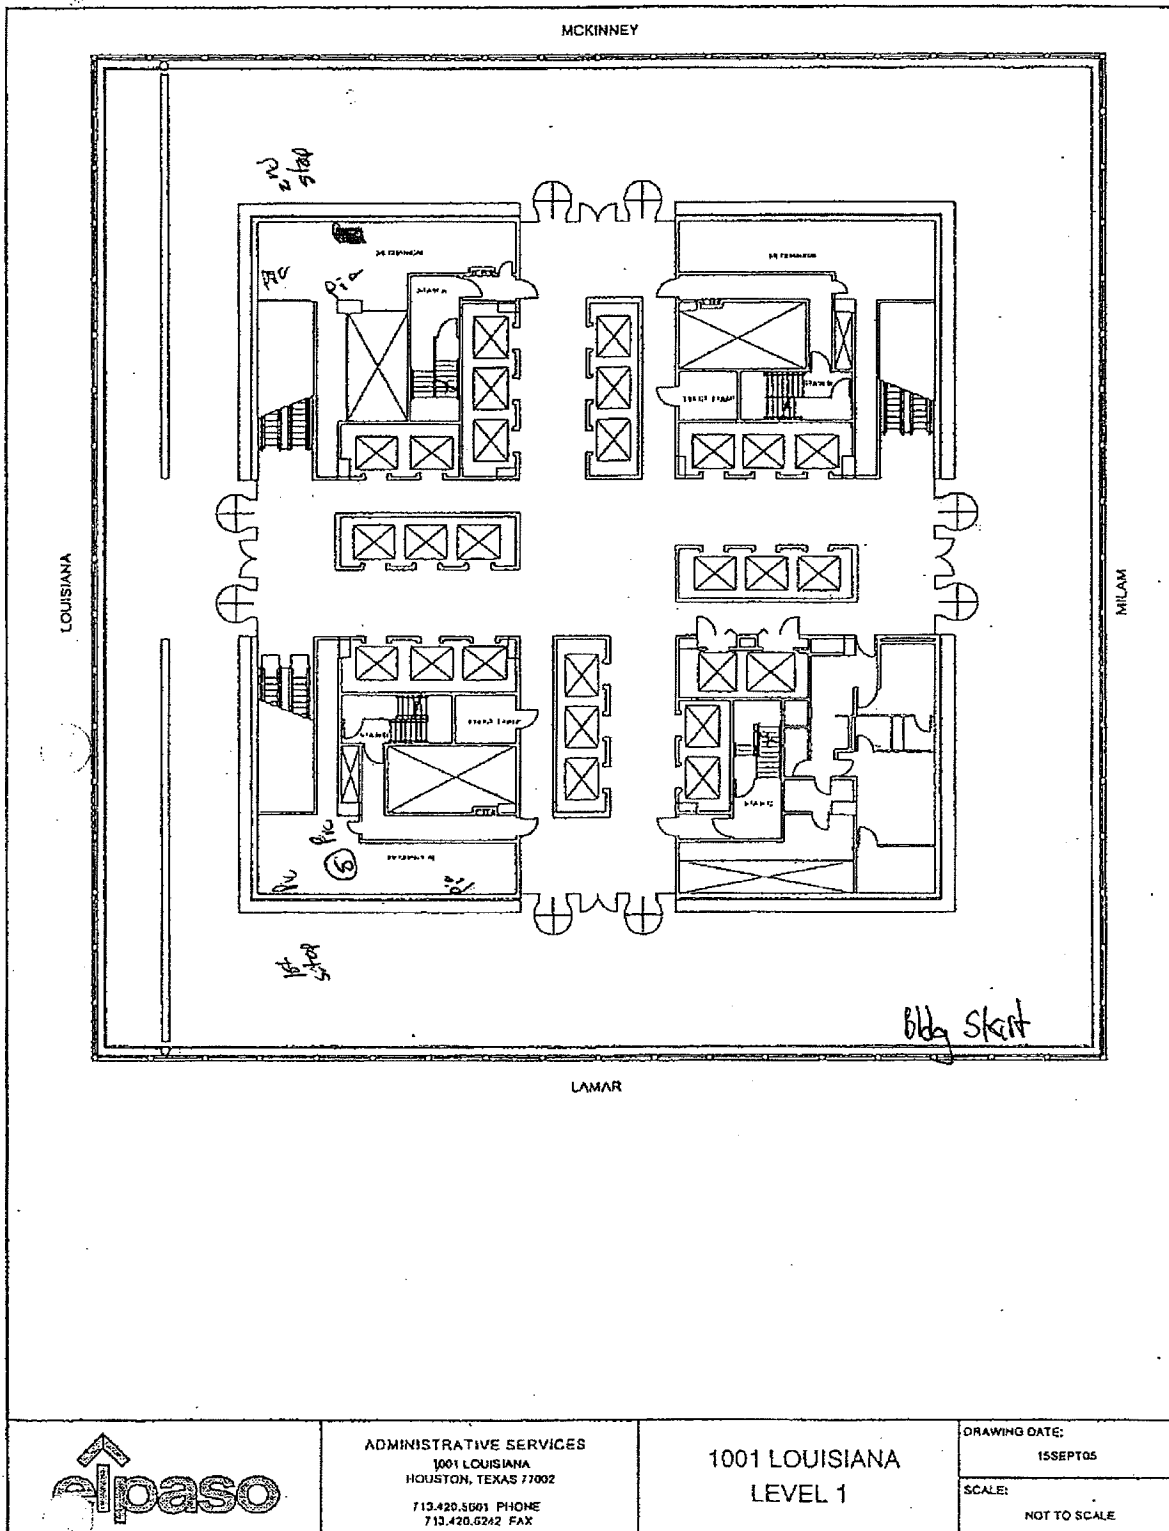 MCKINNEY
2nd
stop
Pic
Pic
LOUISIANA
MILAM
Pic
Pic
Pic
1st
stop
Bldg Skirt
LAMAR
elpaso
ADMINISTRATIVE SERVICES
1001 LOUISIANA
HOUSTON, TEXAS 77002
713.420.5601 PHONE
713.420.6242 FAX
1001 LOUISIANA
LEVEL 1
DRAWING DATE:
15SEPT05
SCALE:
NOT TO SCALE